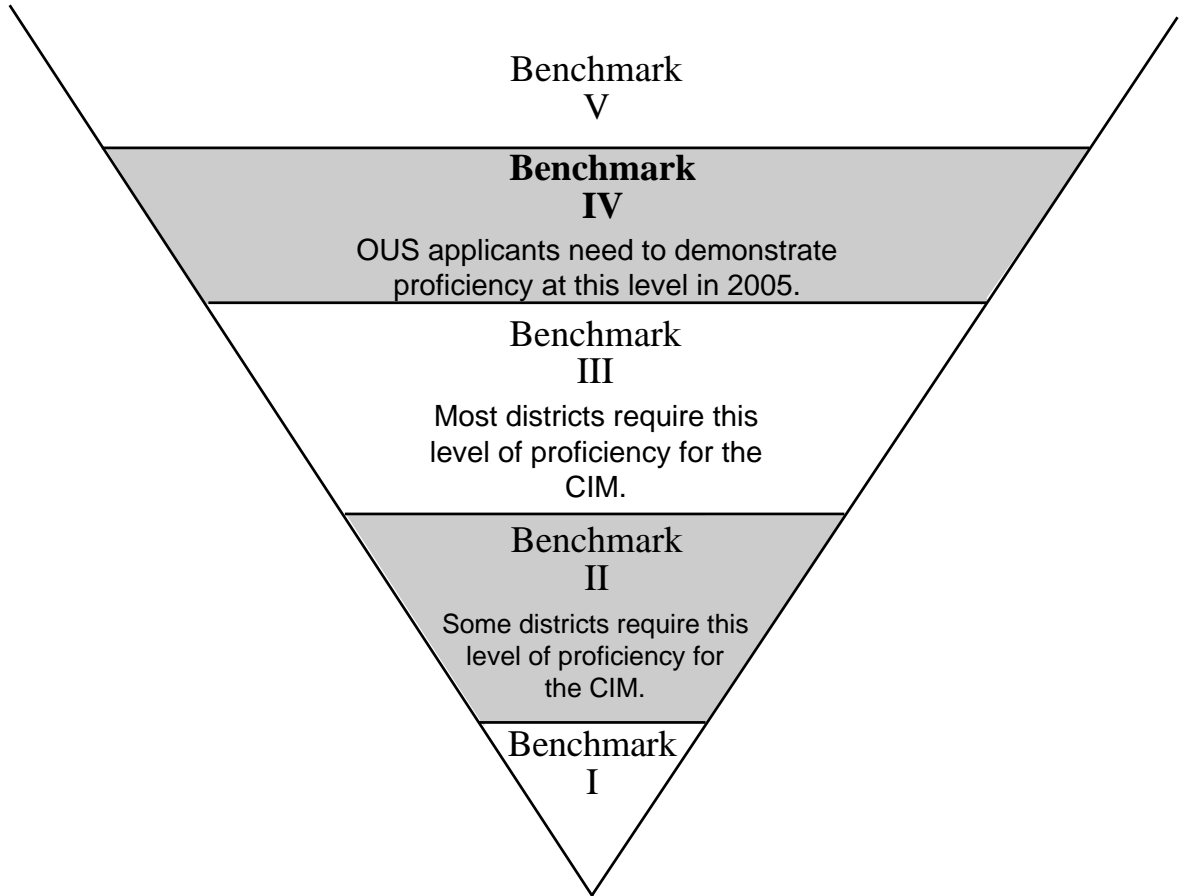 Benchmark
V
Benchmark
IV
OUS applicants need to demonstrate
proficiency at this level in 2005.
Benchmark
III
Most districts require this
level of proficiency for the
CIM.
Benchmark
II
Some districts require this
level of proficiency for
the CIM.
Benchmark
I